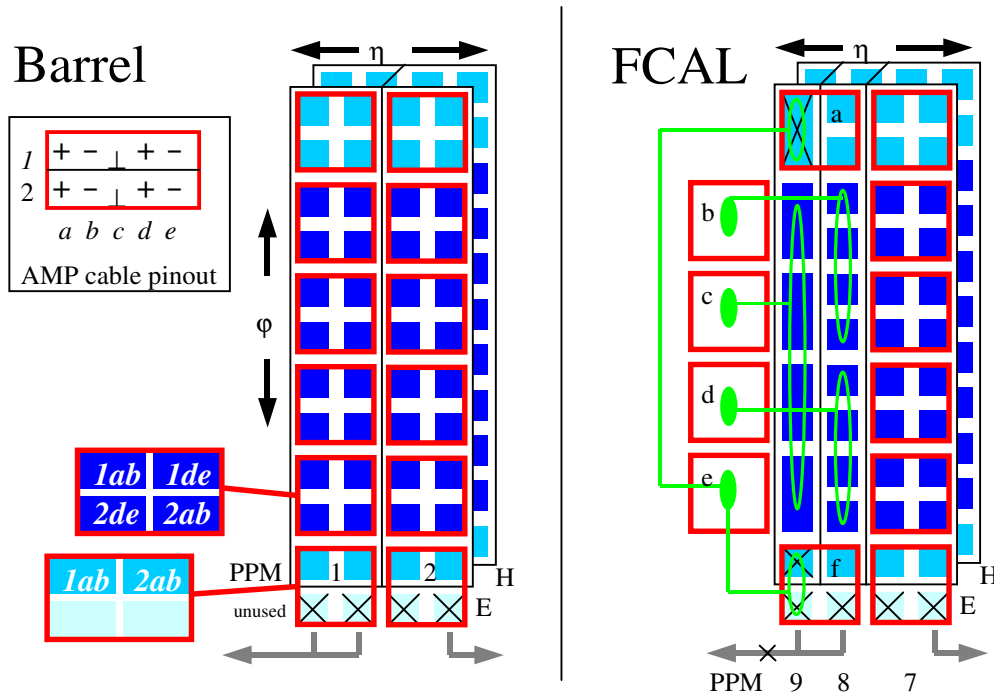 Barrel
η
1 + − ⊥ + −
2 + − ⊥ + −
a b c d e
AMP cable pinout
φ
1ab 1de
2de 2ab
1ab 2ab
PPM 1 2 H
unused E
FCAL
η
a
b
c
d
e
f
H
E
PPM 9 8 7